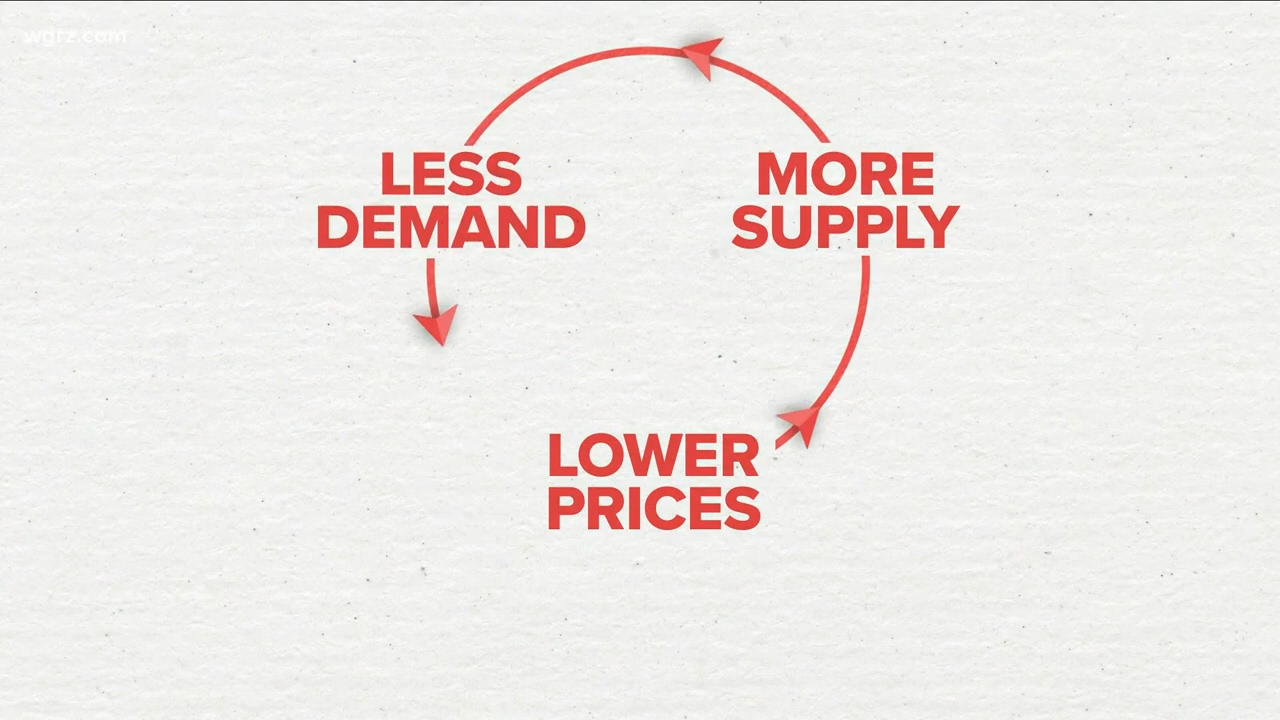 wgrz.com
LESS
DEMAND
MORE
SUPPLY
LOWER
PRICES